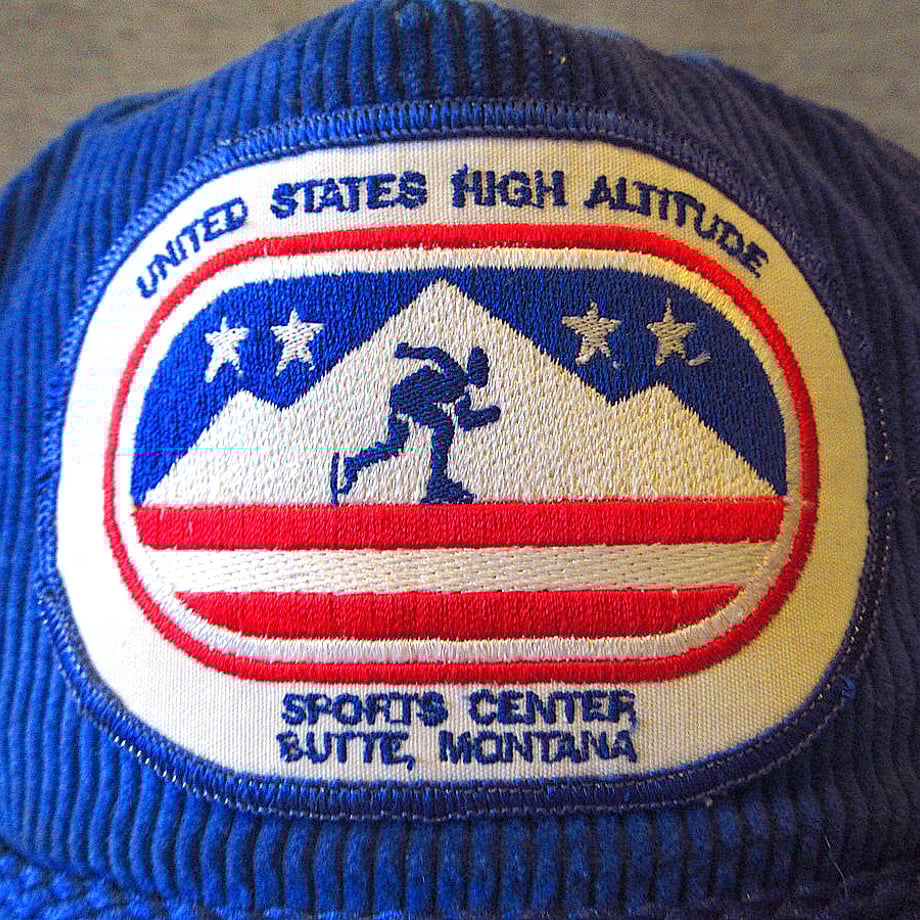 UNITED STATES HIGH ALTITUDE
SPORTS CENTER
BUTTE, MONTANA